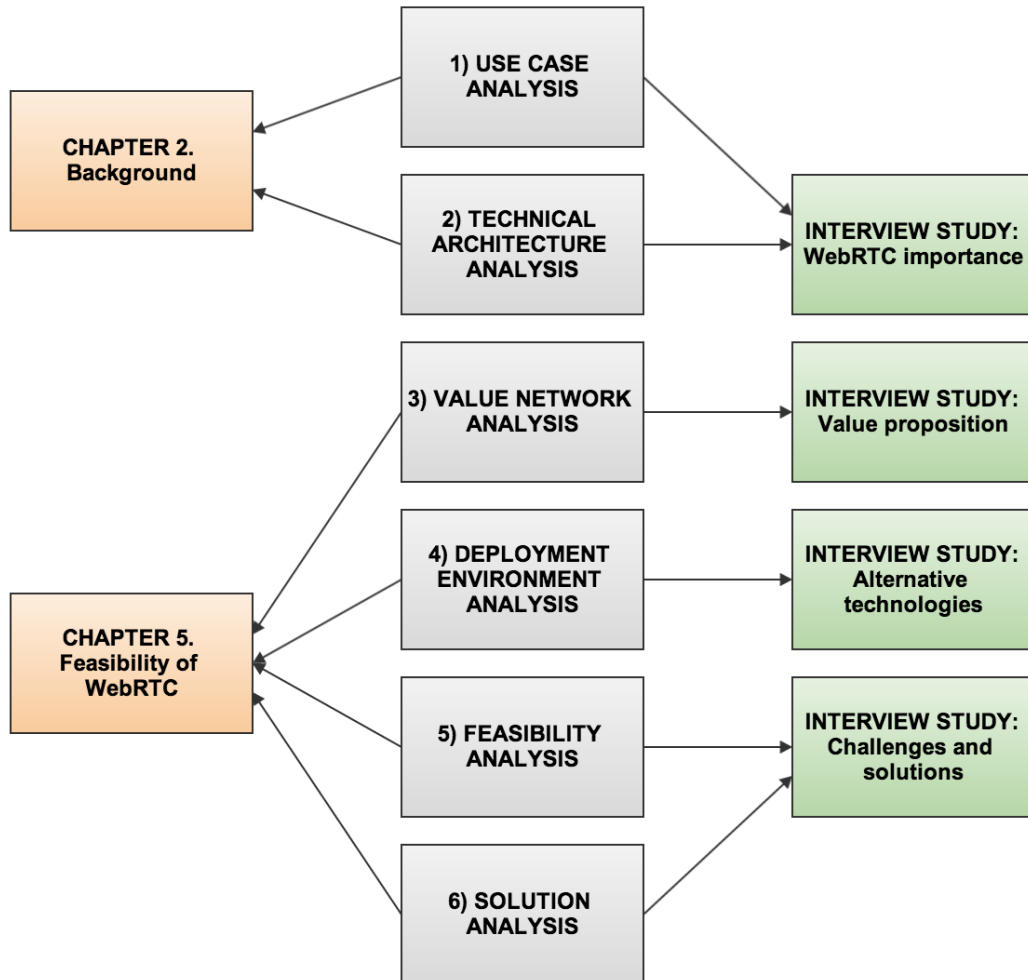 1) USE CASE
ANALYSIS
CHAPTER 2.
Background
2) TECHNICAL
ARCHITECTURE
ANALYSIS
INTERVIEW STUDY:
WebRTC importance
3) VALUE NETWORK
ANALYSIS
INTERVIEW STUDY:
Value proposition
4) DEPLOYMENT
ENVIRONMENT
ANALYSIS
INTERVIEW STUDY:
Alternative
technologies
CHAPTER 5.
Feasibility of
WebRTC
5) FEASIBILITY
ANALYSIS
INTERVIEW STUDY:
Challenges and
solutions
6) SOLUTION
ANALYSIS